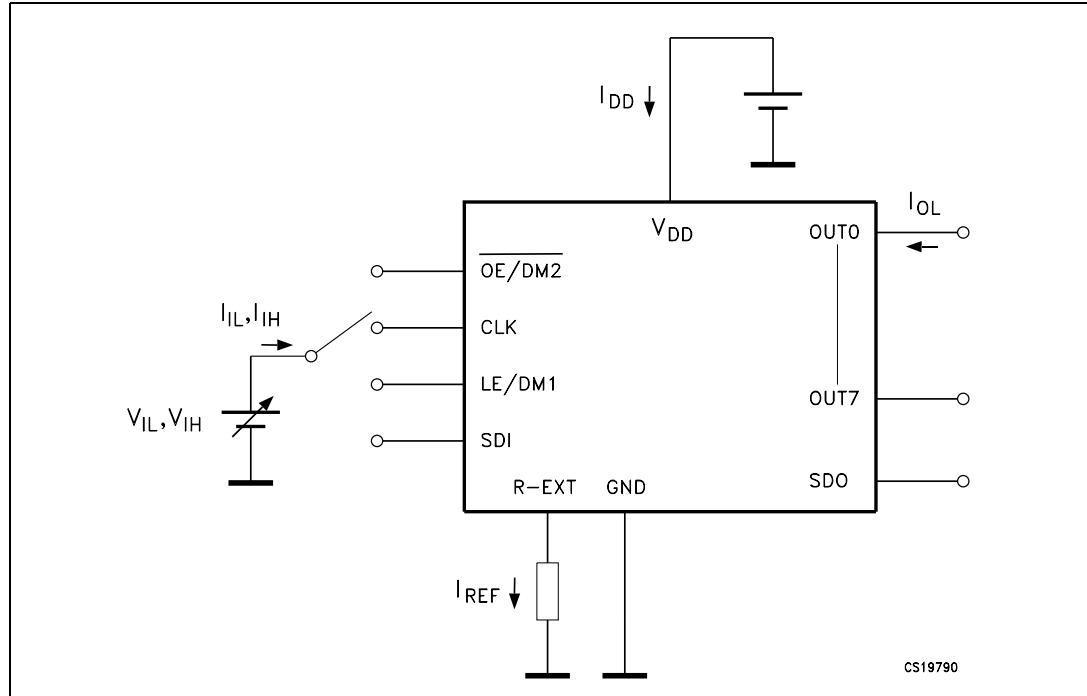 I_DD
V_DD
OUT0
I_OL
OE/DM2
I_IL,I_IH
CLK
LE/DM1
OUT7
V_IL,V_IH
SDI
SDO
R-EXT GND
I_REF
CS19790